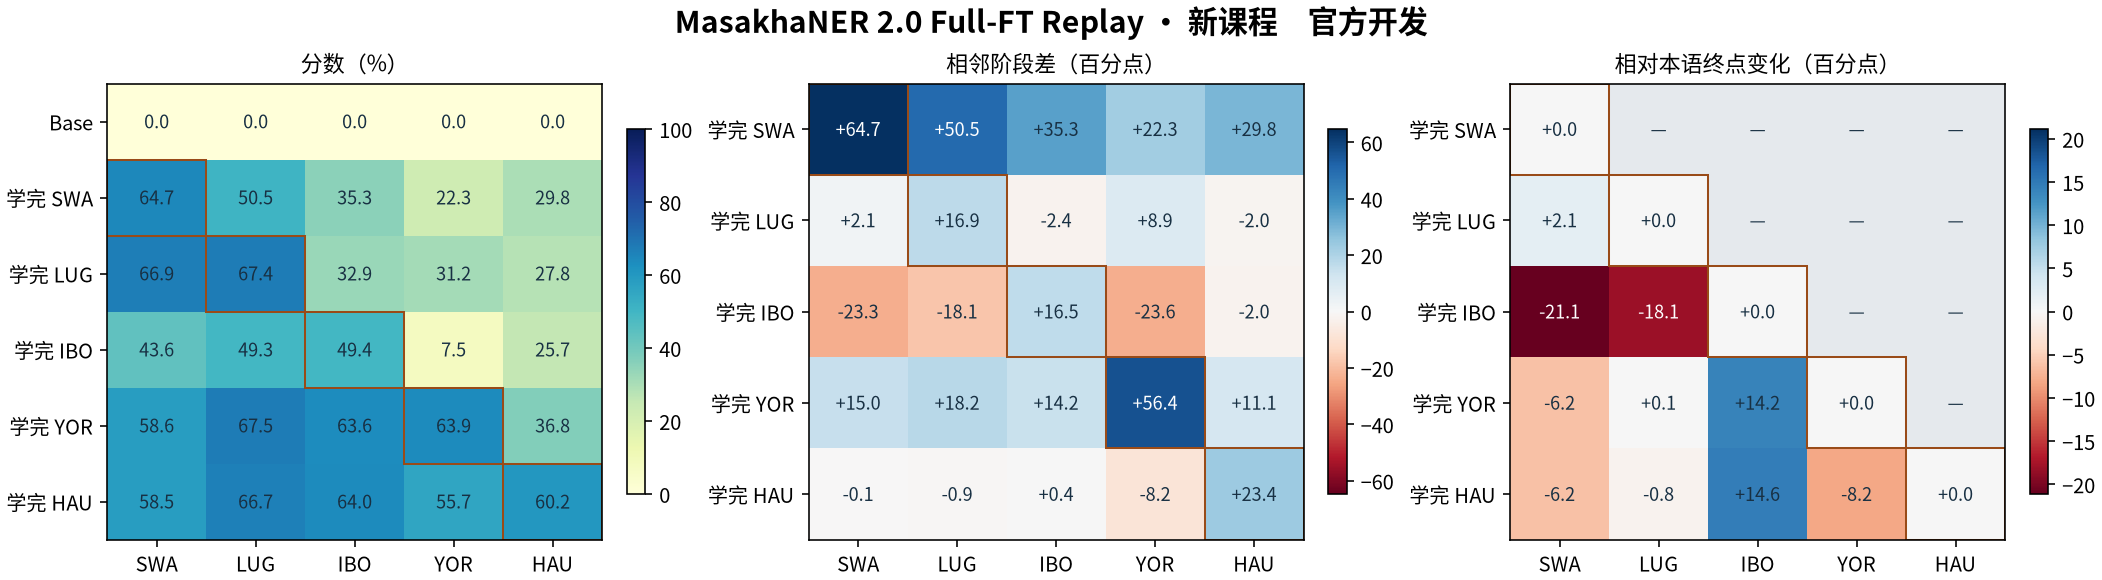 MasakhaNER 2.0 Full-FT Replay · 新课程　官方开发
分数（%）
Base 0.0 0.0 0.0 0.0 0.0
学完 SWA 64.7 50.5 35.3 22.3 29.8
学完 LUG 66.9 67.4 32.9 31.2 27.8
学完 IBO 43.6 49.3 49.4 7.5 25.7
学完 YOR 58.6 67.5 63.6 63.9 36.8
学完 HAU 58.5 66.7 64.0 55.7 60.2
SWA LUG IBO YOR HAU
100
80
60
40
20
0
相邻阶段差（百分点）
学完 SWA +64.7 +50.5 +35.3 +22.3 +29.8
学完 LUG +2.1 +16.9 -2.4 +8.9 -2.0
学完 IBO -23.3 -18.1 +16.5 -23.6 -2.0
学完 YOR +15.0 +18.2 +14.2 +56.4 +11.1
学完 HAU -0.1 -0.9 +0.4 -8.2 +23.4
SWA LUG IBO YOR HAU
60
40
20
0
−20
−40
−60
相对本语终点变化（百分点）
学完 SWA +0.0 — — — —
学完 LUG +2.1 +0.0 — — —
学完 IBO -21.1 -18.1 +0.0 — —
学完 YOR -6.2 +0.1 +14.2 +0.0 —
学完 HAU -6.2 -0.8 +14.6 -8.2 +0.0
SWA LUG IBO YOR HAU
20
15
10
5
0
−5
−10
−15
−20